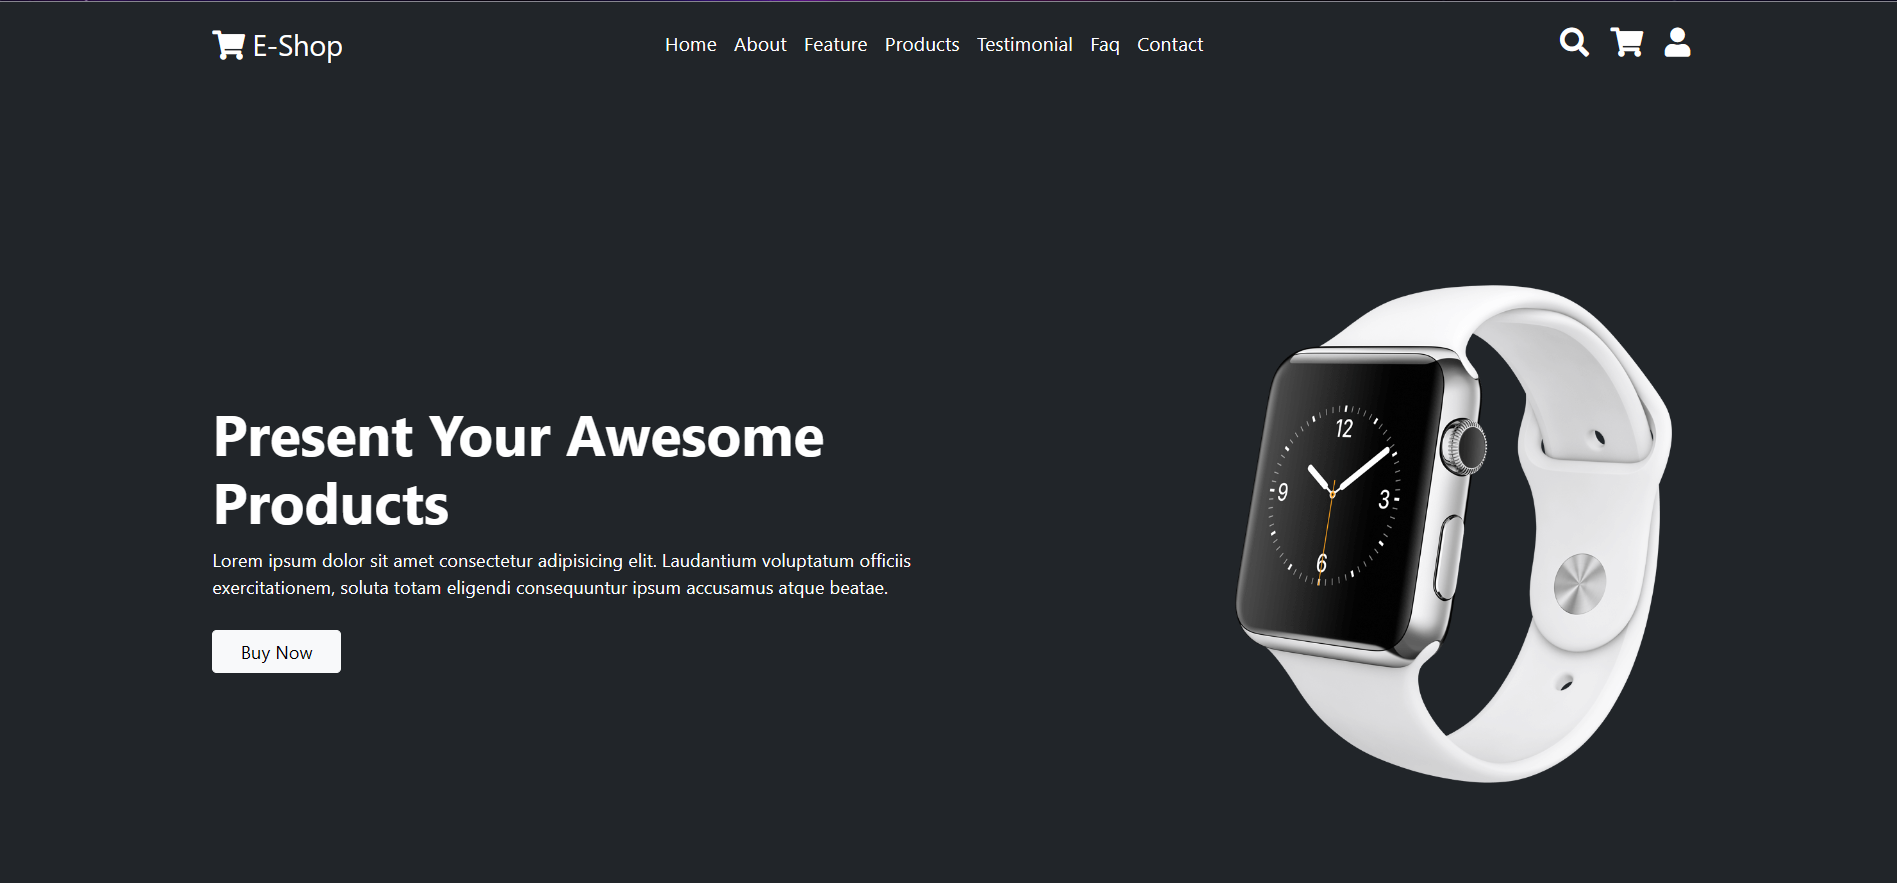 E-Shop
Home About Feature Products Testimonial Faq Contact
Present Your Awesome
Products
Lorem ipsum dolor sit amet consectetur adipisicing elit. Laudantium voluptatum officiis
exercitationem, soluta totam eligendi consequuntur ipsum accusamus atque beatae.
Buy Now
12
9
3
6